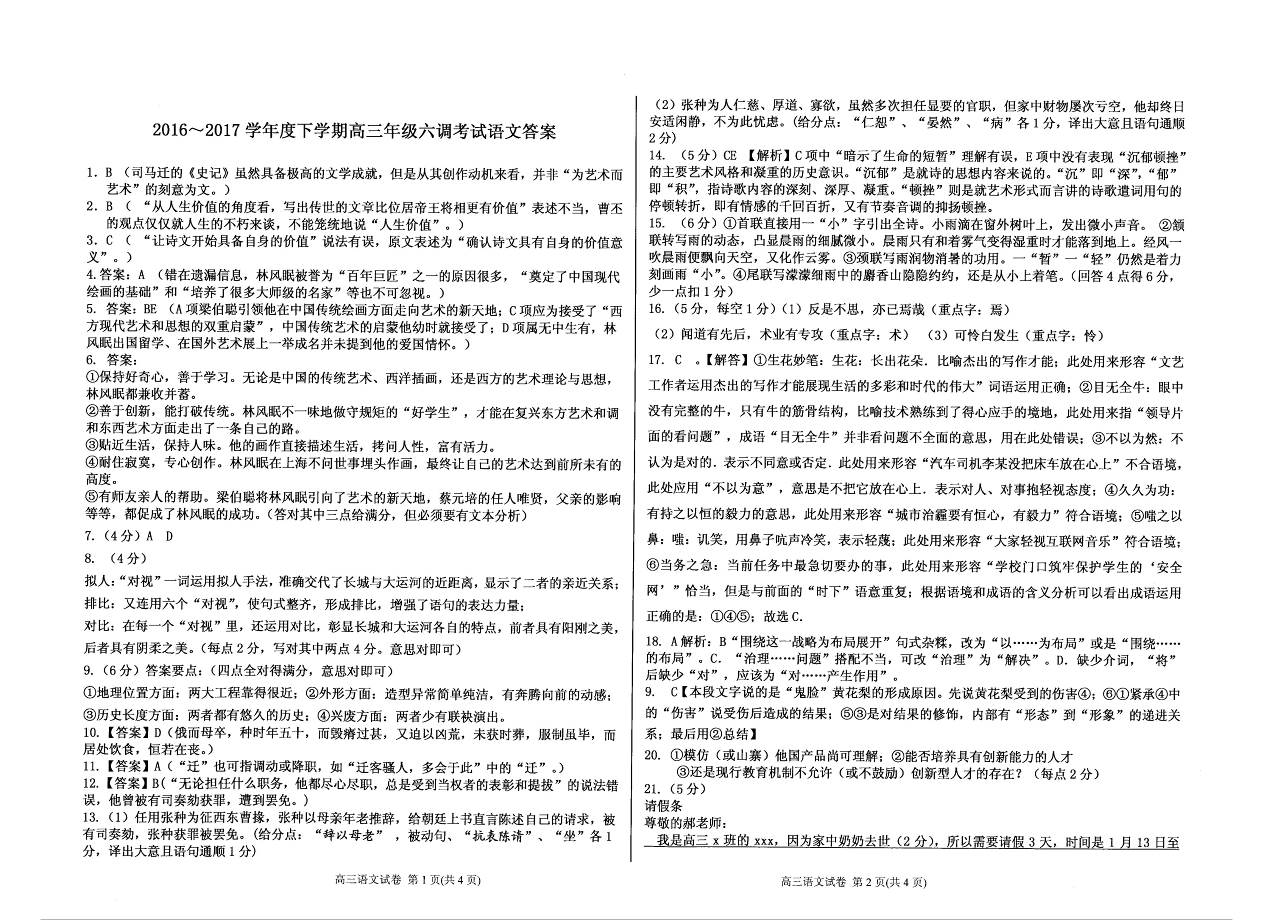 2016～2017 学年度下学期高三年级六调考试语文答案
1．B （司马迁的《史记》虽然具备极高的文学成就，但是从其创作动机来看，并非“为艺术而
艺术”的刻意为文。）
2．B （ “从人生价值的角度看，写出传世的文章比位居帝王将相更有价值”表述不当，曹丕
的观点仅仅就人生的不朽来谈，不能笼统地说“人生价值”。）
3．C （ “让诗文开始具备自身的价值”说法有误，原文表述为“确认诗文具有自身的价值意
义”。）
4.答案：A （错在遗漏信息，林风眠被誉为“百年巨匠”之一的原因很多，“奠定了中国现代
绘画的基础”和“培养了很多大师级的名家”等也不可忽视。）
5. 答案：BE （A 项梁伯聪引领他在中国传统绘画方面走向艺术的新天地；C 项应为接受了“西
方现代艺术和思想的双重启蒙”，中国传统艺术的启蒙他幼时就接受了；D 项属无中生有，林
风眠出国留学、在国外艺术展上一举成名并未提到他的爱国情怀。）
6. 答案：
①保持好奇心，善于学习。无论是中国的传统艺术、西洋插画，还是西方的艺术理论与思想，
林风眠都兼收并蓄。
②善于创新，能打破传统。林风眠不一味地做守规矩的“好学生”，才能在复兴东方艺术和调
和东西艺术方面走出了一条自己的路。
③贴近生活，保持人味。他的画作直接描述生活，拷问人性，富有活力。
④耐住寂寞，专心创作。林风眠在上海不问世事埋头作画，最终让自己的艺术达到前所未有的
高度。
⑤有师友亲人的帮助。梁伯聪将林风眠引向了艺术的新天地，蔡元培的任人唯贤，父亲的影响
等等，都促成了林风眠的成功。（答对其中三点给满分，但必须要有文本分析）
7.（4 分）A D
8. （4 分）
拟人：“对视”一词运用拟人手法，准确交代了长城与大运河的近距离，显示了二者的亲近关系；
排比：又连用六个“对视”，使句式整齐，形成排比，增强了语句的表达力量；
对比：在每一个“对视”里，还运用对比，彰显长城和大运河各自的特点，前者具有阳刚之美，
后者具有阴柔之美。（每点 2 分，写对其中两点 4 分。意思对即可）
9.（6 分）答案要点：（四点全对得满分，意思对即可）
①地理位置方面：两大工程靠得很近；②外形方面：造型异常简单纯洁，有奔腾向前的动感；
③历史长度方面：两者都有悠久的历史；④兴废方面：两者少有联袂演出。
10.【答案】D（俄而母卒，种时年五十，而毁瘠过甚，又迫以凶荒，未获时葬，服制虽毕，而
居处饮食，恒若在丧。）
11.【答案】A（“迁”也可指调动或降职，如“迁客骚人，多会于此”中的“迁”。）
12.【答案】B(“无论担任什么职务，他都尽心尽职，总是受到当权者的表彰和提拔”的说法错
误，他曾被有司奏劾获罪，遭到罢免。)
13.（1）任用张种为征西东曹掾，张种以母亲年老推辞，给朝廷上书直言陈述自己的请求，被
有司奏劾，张种获罪被罢免。(给分点：“辞以母老” ，被动句、“抗表陈请”、“坐”各 1
分，译出大意且语句通顺 1 分)
高三语文试卷 第 1 页(共 4 页)
（2）张种为人仁慈、厚道、寡欲，虽然多次担任显要的官职，但家中财物屡次亏空，他却终日
安适闲静，不为此忧虑。(给分点：“仁恕”、“晏然”、“病”各 1 分，译出大意且语句通顺
2 分)
14. （5 分）CE 【解析】C 项中“暗示了生命的短暂”理解有误，E 项中没有表现“沉郁顿挫”
的主要艺术风格和凝重的历史意识。“沉郁”是就诗的思想内容来说的。“沉”即“深”，“郁”
即“积”，指诗歌内容的深刻、深厚、凝重。“顿挫”则是就艺术形式而言讲的诗歌遣词用句的
停顿转折，即有情感的千回百折，又有节奏音调的抑扬顿挫。
15. （6 分）①首联直接用一“小”字引出全诗。小雨滴在窗外树叶上，发出微小声音。 ②颔
联转写雨的动态，凸显晨雨的细腻微小。晨雨只有和着雾气变得湿重时才能落到地上。经风一
吹晨雨便飘向天空，又化作云雾。③颈联写雨润物消暑的功用。一“暂”一“轻”仍然是着力
刻画雨“小”。④尾联写濛濛细雨中的麝香山隐隐约约，还是从小上着笔。（回答 4 点得 6 分，
少一点扣 1 分）
16.（5 分，每空 1 分）（1）反是不思，亦已焉哉（重点字：焉）
（2）闻道有先后，术业有专攻（重点字：术） （3）可怜白发生（重点字：怜）
17. C 。【解答】①生花妙笔：生花：长出花朵．比喻杰出的写作才能；此处用来形容“文艺
工作者运用杰出的写作才能展现生活的多彩和时代的伟大”词语运用正确；②目无全牛：眼中
没有完整的牛，只有牛的筋骨结构，比喻技术熟练到了得心应手的境地，此处用来指“领导片
面的看问题”，成语“目无全牛”并非看问题不全面的意思，用在此处错误；③不以为然：不
认为是对的．表示不同意或否定．此处用来形容“汽车司机李某没把床车放在心上”不合语境，
此处应用“不以为意”，意思是不把它放在心上．表示对人、对事抱轻视态度；④久久为功：
有持之以恒的毅力的意思，此处用来形容“城市治霾要有恒心，有毅力”符合语境；⑤嗤之以
鼻：嗤：讥笑，用鼻子吭声冷笑，表示轻蔑；此处用来形容“大家轻视互联网音乐”符合语境；
⑥当务之急：当前任务中最急切要办的事，此处用来形容“学校门口筑牢保护学生的‘安全
网’”恰当，但是与前面的“时下”语意重复；根据语境和成语的含义分析可以看出成语运用
正确的是：①④⑤；故选 C.
18. A 解析：B“围绕这一战略为布局展开”句式杂糅，改为“以……为布局”或是“围绕……
的布局”。C. “治理……问题”搭配不当，可改“治理”为“解决”。D. 缺少介词，“将”
后缺少“对”，应该为“对……产生作用”。
9. C【本段文字说的是“鬼脸”黄花梨的形成原因。先说黄花梨受到的伤害④；⑥①紧承④中
的“伤害”说受伤后造成的结果；⑤③是对结果的修饰，内部有“形态”到“形象”的递进关
系；最后用②总结】
20. ①模仿（或山寨）他国产品尚可理解；②能否培养具有创新能力的人才
③还是现行教育机制不允许（或不鼓励）创新型人才的存在？（每点 2 分）
21.（5 分）
请假条
尊敬的郝老师：
我是高三 x 班的 xxx，因为家中奶奶去世（2 分），所以需要请假 3 天，时间是 1 月 13 日至
高三语文试卷 第 2 页(共 4 页)